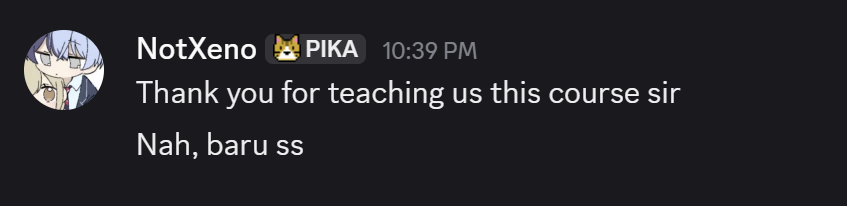 NotXeno PIKA 10:39 PM
Thank you for teaching us this course sir
Nah, baru ss